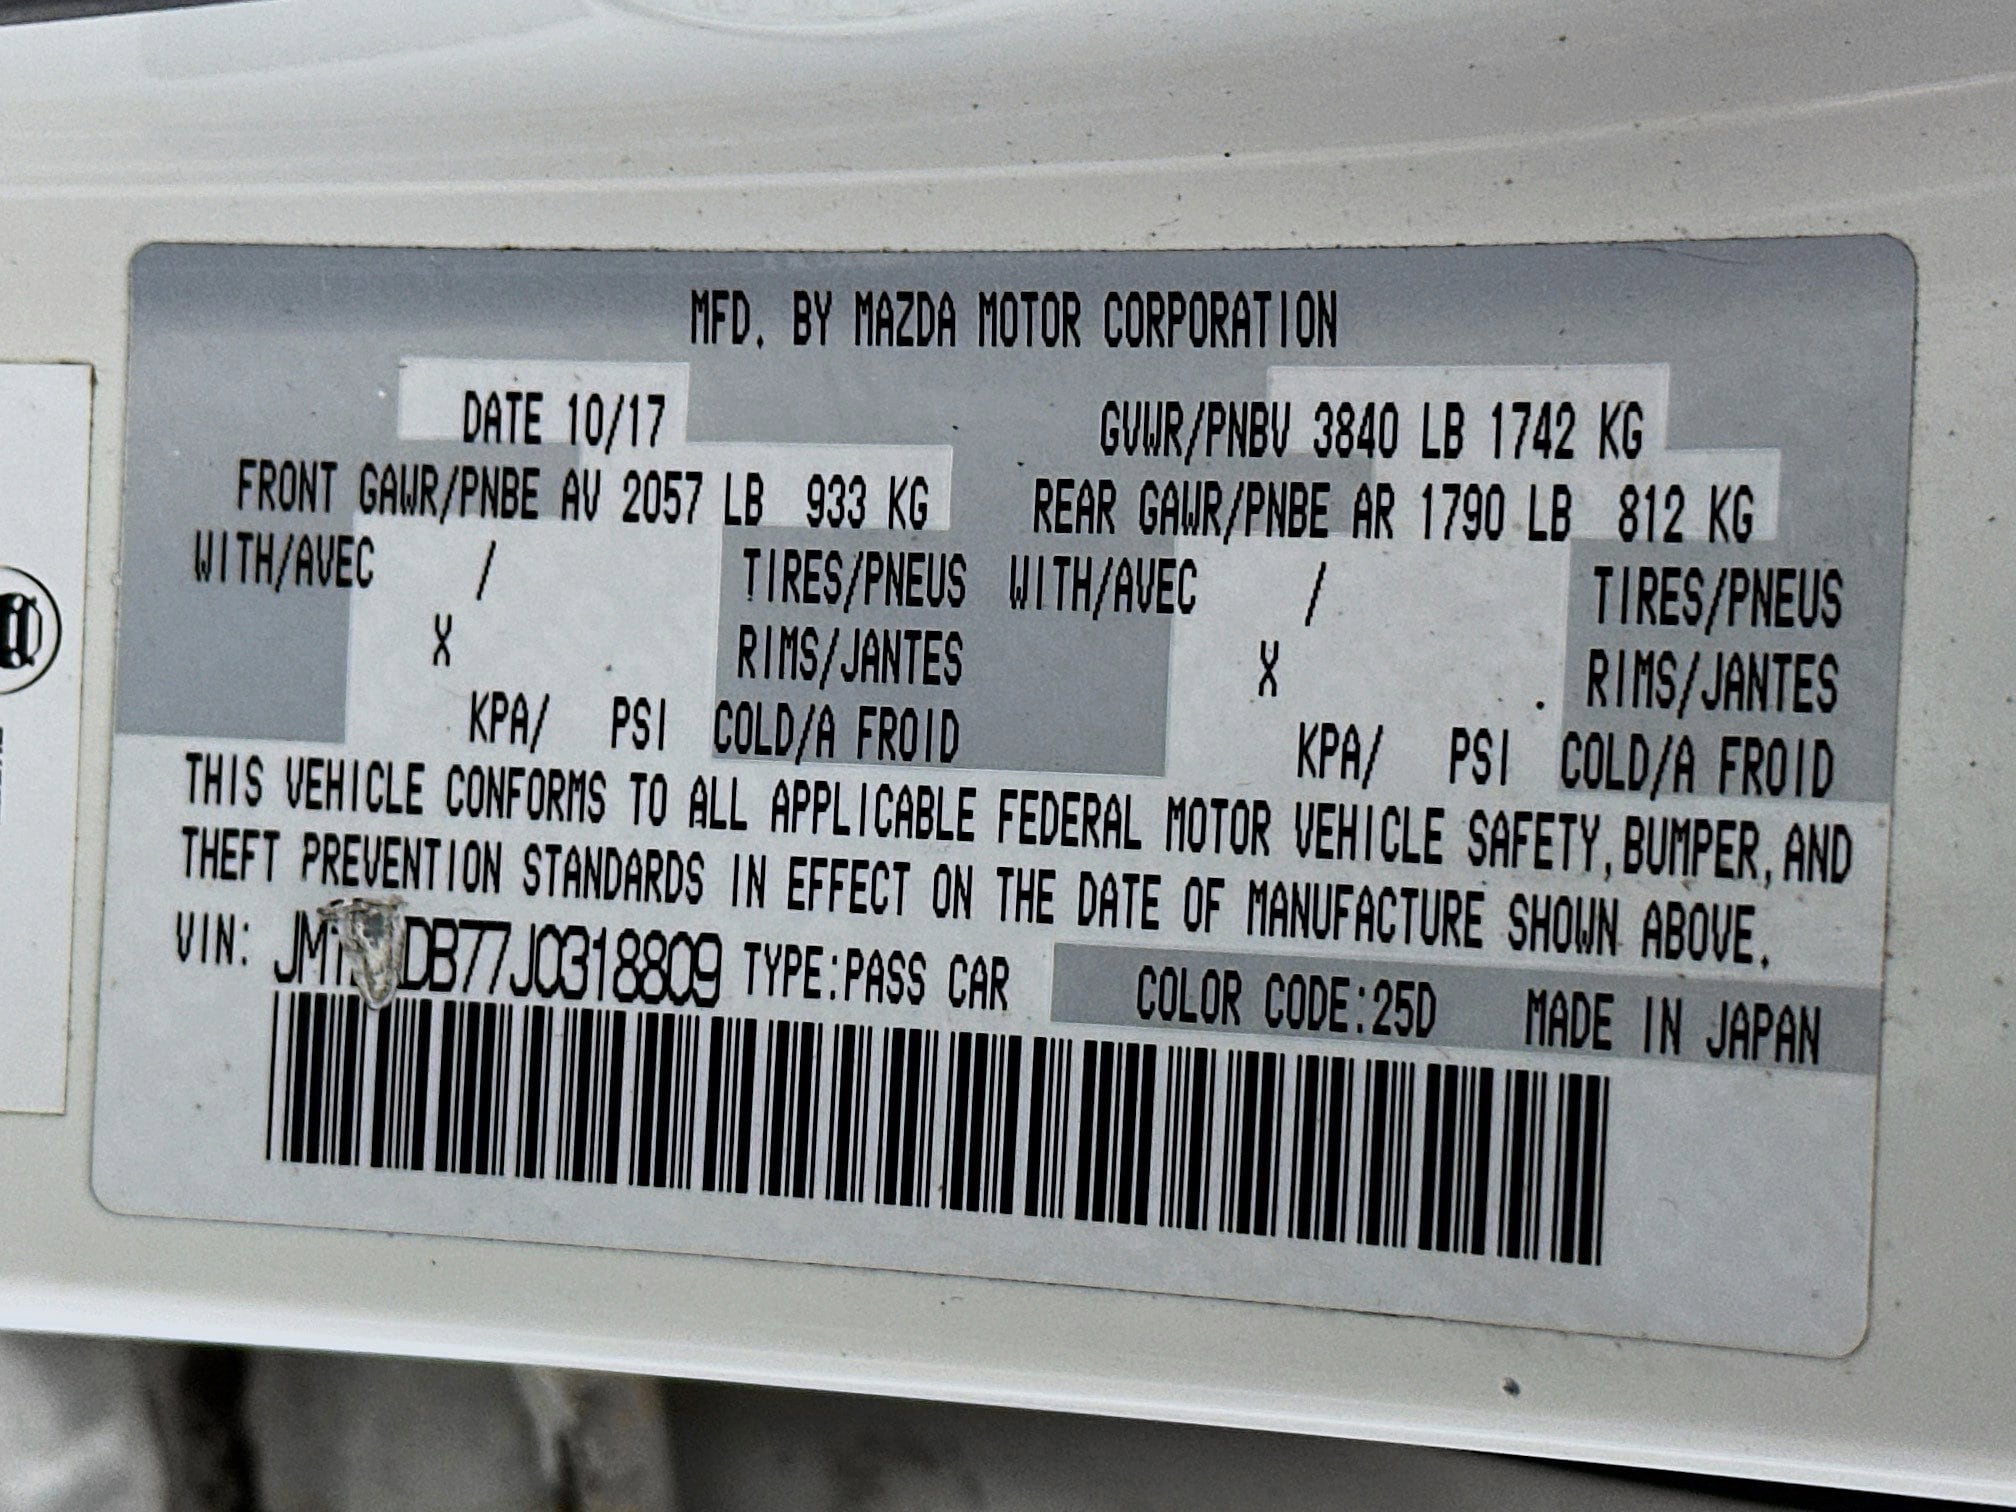 MFD. BY MAZDA MOTOR CORPORATION
DATE 10/17 GVWR/PNBV 3840 LB 1742 KG
FRONT GAWR/PNBE AV 2057 LB 933 KG REAR GAWR/PNBE AR 1790 LB 812 KG
WITH/AVEC / TIRES/PNEUS WITH/AVEC / TIRES/PNEUS
X RIMS/JANTES X . RIMS/JANTES
KPA/ PSI COLD/A FROID KPA/ PSI COLD/A FROID
THIS VEHICLE CONFORMS TO ALL APPLICABLE FEDERAL MOTOR VEHICLE SAFETY, BUMPER, AND
THEFT PREVENTION STANDARDS IN EFFECT ON THE DATE OF MANUFACTURE SHOWN ABOVE.
VIN: TYPE:PASS CAR COLOR CODE:25D MADE IN JAPAN